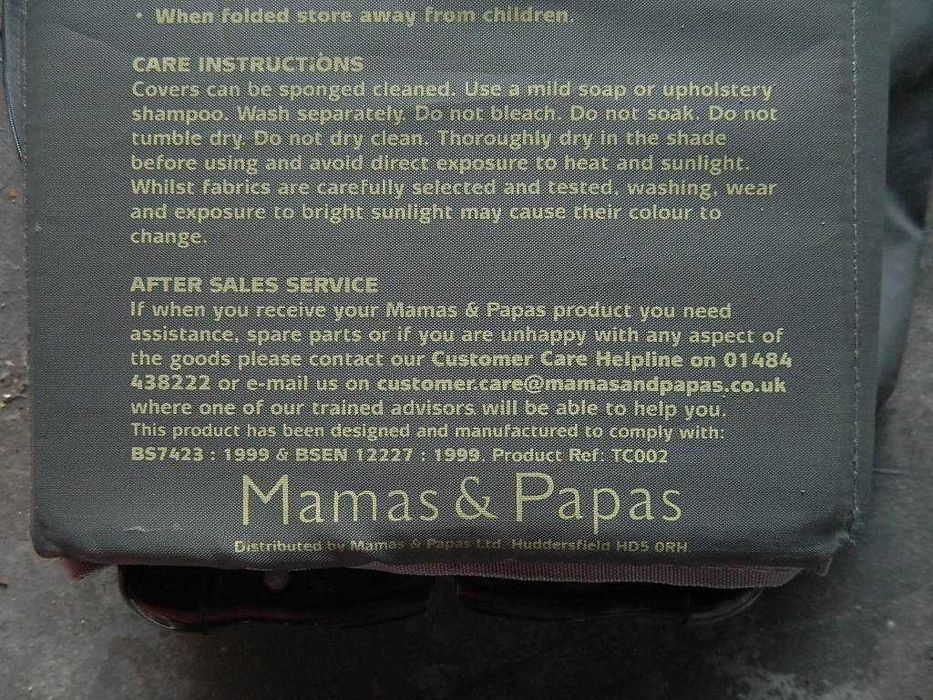 • When folded store away from children.
CARE INSTRUCTIONS
Covers can be sponged cleaned. Use a mild soap or upholstery
shampoo. Wash separately. Do not bleach. Do not soak. Do not
tumble dry. Do not dry clean. Thoroughly dry in the shade
before using and avoid direct exposure to heat and sunlight.
Whilst fabrics are carefully selected and tested, washing, wear
and exposure to bright sunlight may cause their colour to
change.
AFTER SALES SERVICE
If when you receive your Mamas & Papas product you need
assistance, spare parts or if you are unhappy with any aspect of
the goods please contact our Customer Care Helpline on 01484
438222 or e-mail us on customer.care@mamasandpapas.co.uk
where one of our trained advisors will be able to help you.
This product has been designed and manufactured to comply with:
BS7423 : 1999 & BSEN 12227 : 1999. Product Ref: TC002
Mamas & Papas
Distributed by Mamas & Papas Ltd. Huddersfield HD5 0RH.